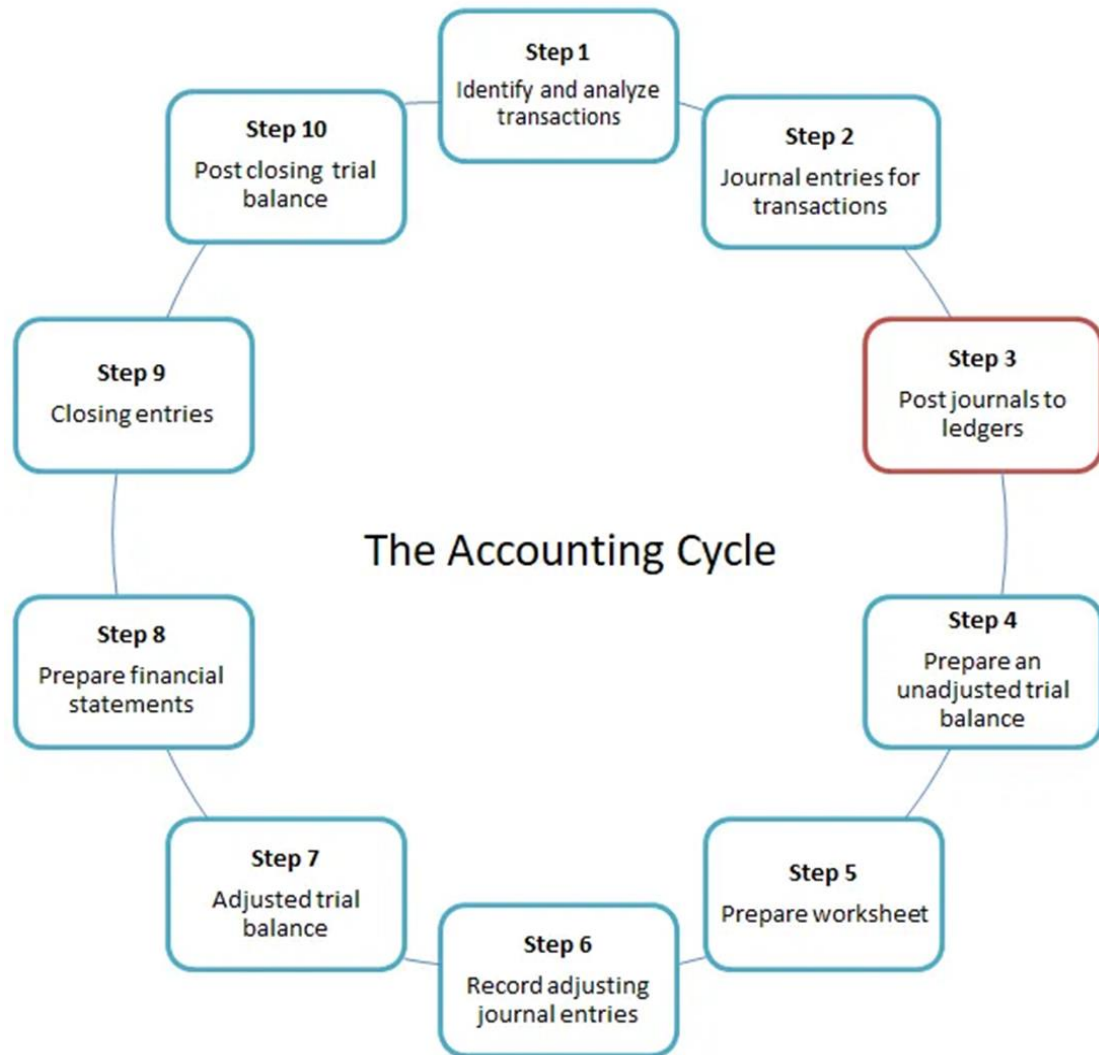 Step 1
Identify and analyze
transactions
Step 2
Journal entries for
transactions
Step 3
Post journals to
ledgers
Step 4
Prepare an
unadjusted trial
balance
Step 5
Prepare worksheet
Step 6
Record adjusting
journal entries
Step 7
Adjusted trial
balance
Step 8
Prepare financial
statements
Step 9
Closing entries
Step 10
Post closing trial
balance
The Accounting Cycle